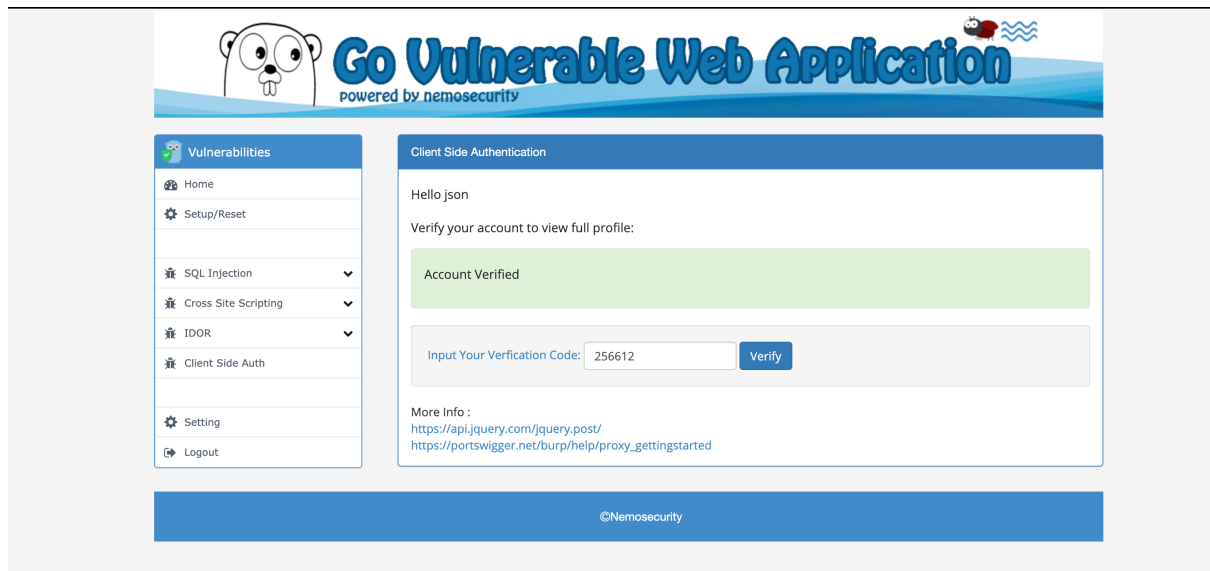 Go Vulnerable Web Application
powered by nemosecurity
Vulnerabilities
Home
Setup/Reset
SQL Injection
Cross Site Scripting
IDOR
Client Side Auth
Setting
Logout
Client Side Authentication
Hello json
Verify your account to view full profile:
Account Verified
Input Your Verfication Code: 256612 Verify
More Info :
https://api.jquery.com/jquery.post/
https://portswigger.net/burp/help/proxy_gettingstarted
©Nemosecurity